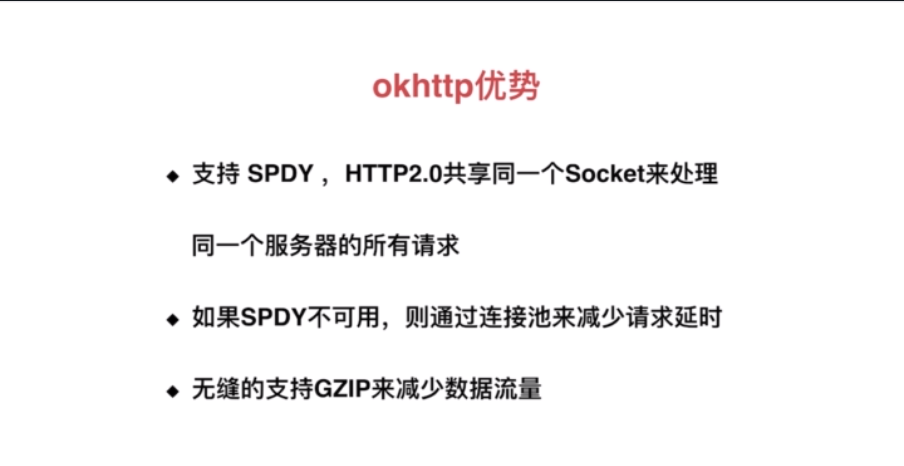 okhttp优势
◆ 支持 SPDY ，HTTP2.0共享同一个Socket来处理
同一个服务器的所有请求
◆ 如果SPDY不可用，则通过连接池来减少请求延时
◆ 无缝的支持GZIP来减少数据流量